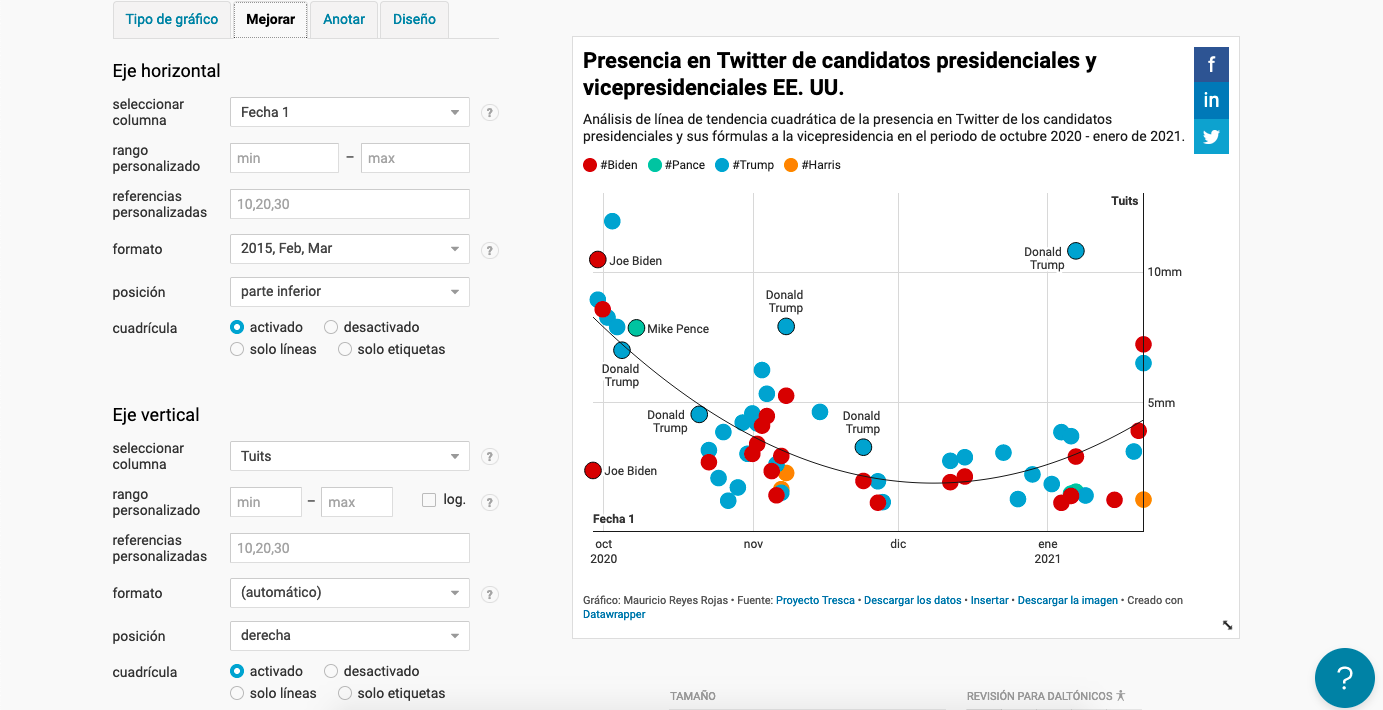 Tipo de gráfico
Mejorar
Anotar
Diseño
Eje horizontal
seleccionar
columna
Fecha 1
?
rango
personalizado
min
–
max
referencias
personalizadas
10,20,30
formato
2015, Feb, Mar
?
posición
parte inferior
cuadrícula
activado
desactivado
solo líneas
solo etiquetas
Eje vertical
seleccionar
columna
Tuits
?
rango
personalizado
min
–
max
log.
?
referencias
personalizadas
10,20,30
formato
(automático)
?
posición
derecha
cuadrícula
activado
desactivado
solo líneas
solo etiquetas
Presencia en Twitter de candidatos presidenciales y
vicepresidenciales EE. UU.
f
in
Análisis de línea de tendencia cuadrática de la presencia en Twitter de los candidatos
presidenciales y sus fórmulas a la vicepresidencia en el periodo de octubre 2020 - enero de 2021.
#Biden #Pance #Trump #Harris
Tuits
Joe Biden
Donald
Trump
10mm
Donald
Trump
Mike Pence
Donald
Trump
5mm
Donald
Trump
Donald
Trump
Joe Biden
Fecha 1
oct
2020
nov
dic
ene
2021
Gráfico: Mauricio Reyes Rojas • Fuente: Proyecto Tresca • Descargar los datos • Insertar • Descargar la imagen • Creado con
Datawrapper
TAMAÑO
REVISIÓN PARA DALTÓNICOS
?